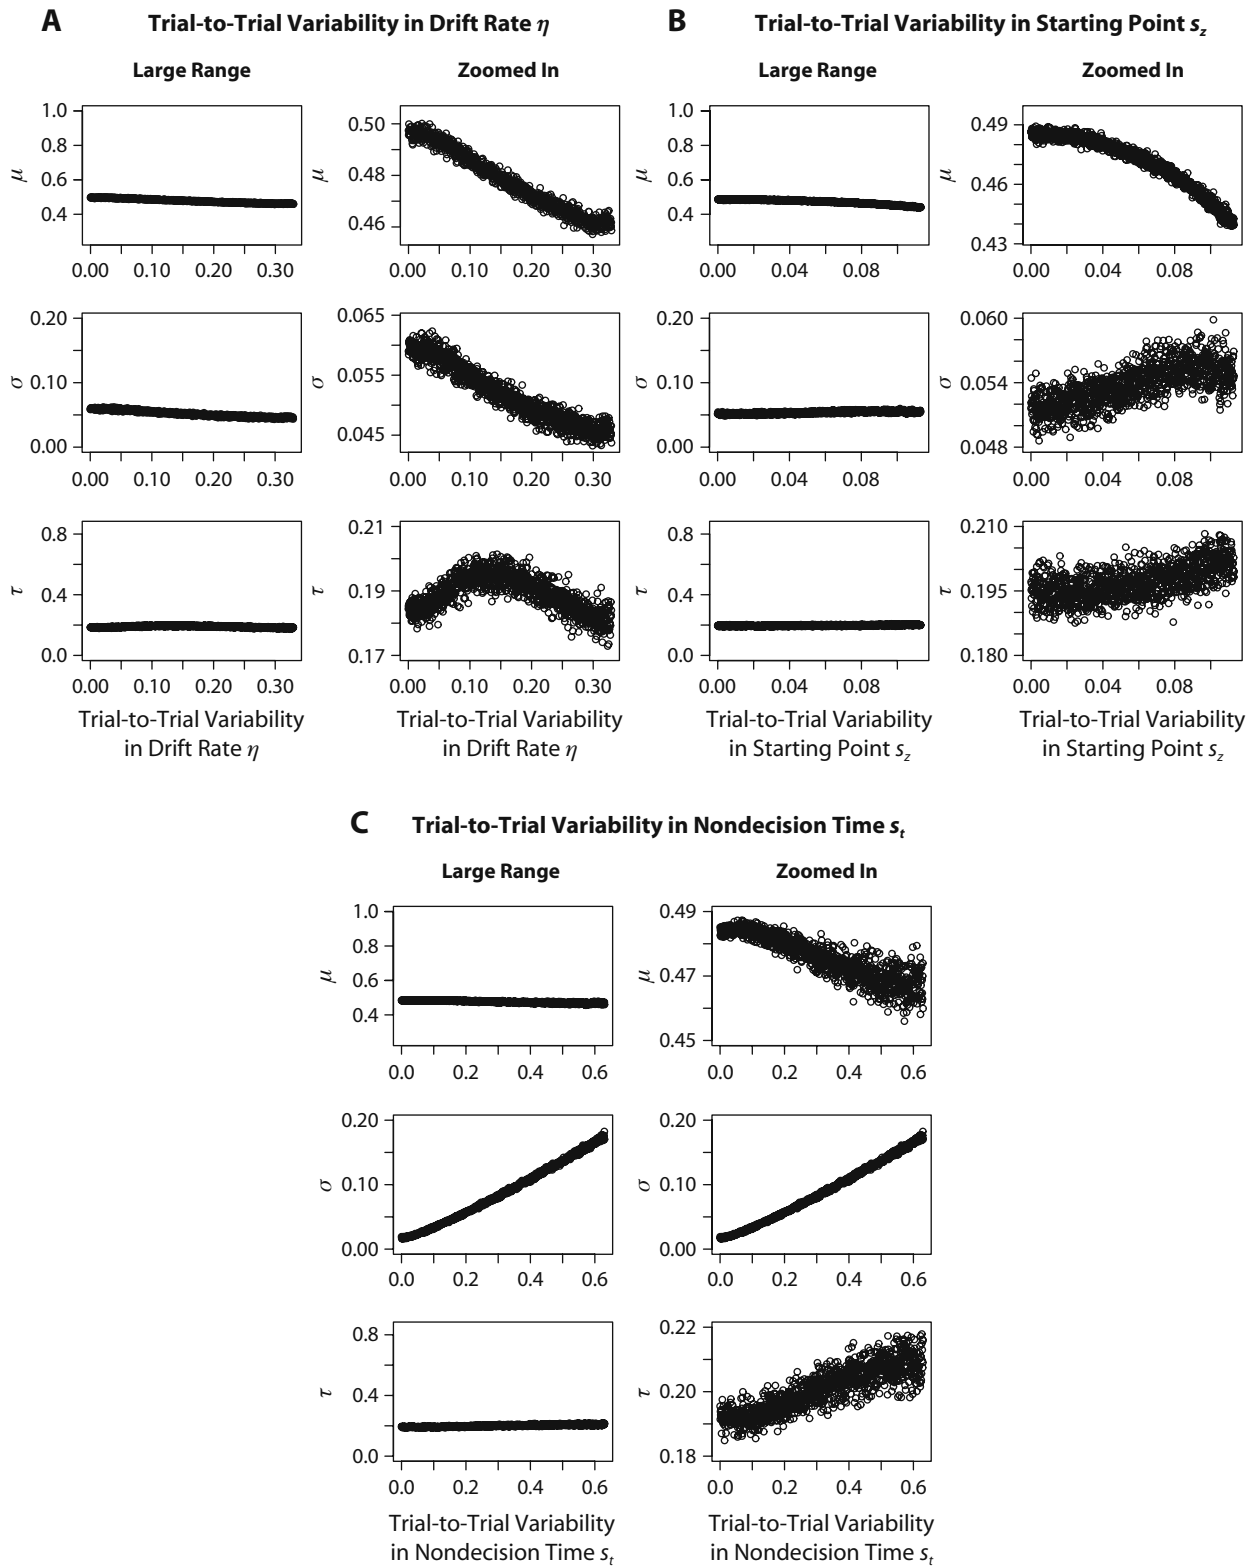 A Trial-to-Trial Variability in Drift Rate η
Large Range Zoomed In
μ
1.0
0.8
0.6
0.4
0.00 0.10 0.20 0.30
μ
0.50
0.48
0.46
0.00 0.10 0.20 0.30
σ
0.20
0.10
0.00
0.00 0.10 0.20 0.30
σ
0.065
0.055
0.045
0.00 0.10 0.20 0.30
τ
0.8
0.4
0.0
0.00 0.10 0.20 0.30
τ
0.21
0.19
0.17
0.00 0.10 0.20 0.30
Trial-to-Trial Variability
in Drift Rate η
Trial-to-Trial Variability
in Drift Rate η
B Trial-to-Trial Variability in Starting Point sz
Large Range Zoomed In
μ
1.0
0.8
0.6
0.4
0.00 0.04 0.08
μ
0.49
0.46
0.43
0.00 0.04 0.08
σ
0.20
0.10
0.00
0.00 0.04 0.08
σ
0.060
0.054
0.048
0.00 0.04 0.08
τ
0.8
0.4
0.0
0.00 0.04 0.08
τ
0.210
0.195
0.180
0.00 0.04 0.08
Trial-to-Trial Variability
in Starting Point sz
Trial-to-Trial Variability
in Starting Point sz
C Trial-to-Trial Variability in Nondecision Time st
Large Range Zoomed In
μ
1.0
0.8
0.6
0.4
0.0 0.2 0.4 0.6
μ
0.49
0.47
0.45
0.0 0.2 0.4 0.6
σ
0.20
0.10
0.00
0.0 0.2 0.4 0.6
σ
0.20
0.10
0.00
0.0 0.2 0.4 0.6
τ
0.8
0.4
0.0
0.0 0.2 0.4 0.6
τ
0.22
0.20
0.18
0.0 0.2 0.4 0.6
Trial-to-Trial Variability
in Nondecision Time st
Trial-to-Trial Variability
in Nondecision Time st